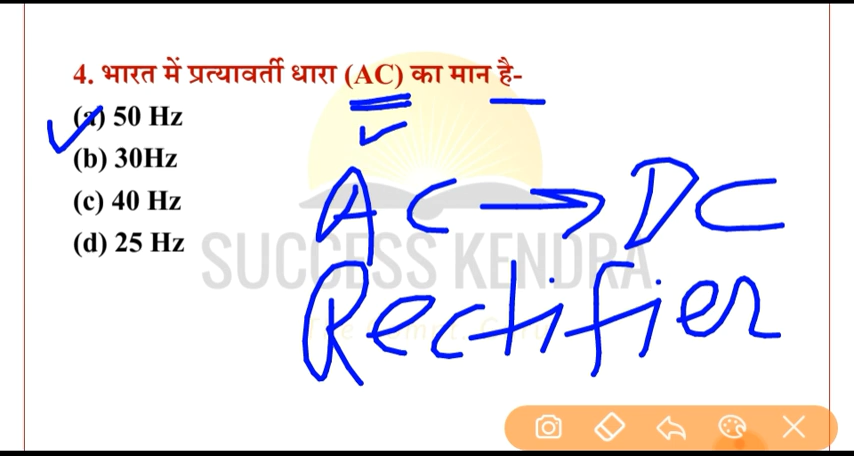 4. भारत में प्रत्यावर्ती धारा (AC) का मान है-
(a) 50 Hz
(b) 30Hz
(c) 40 Hz
(d) 25 Hz
AC → DC
SUCCESS KENDRA
Rectifier